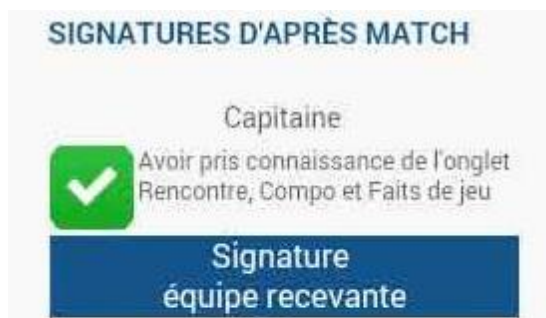 SIGNATURES D'APRÈS MATCH
Capitaine
Avoir pris connaissance de l'onglet
Rencontre, Compo et Faits de jeu
Signature
équipe recevante